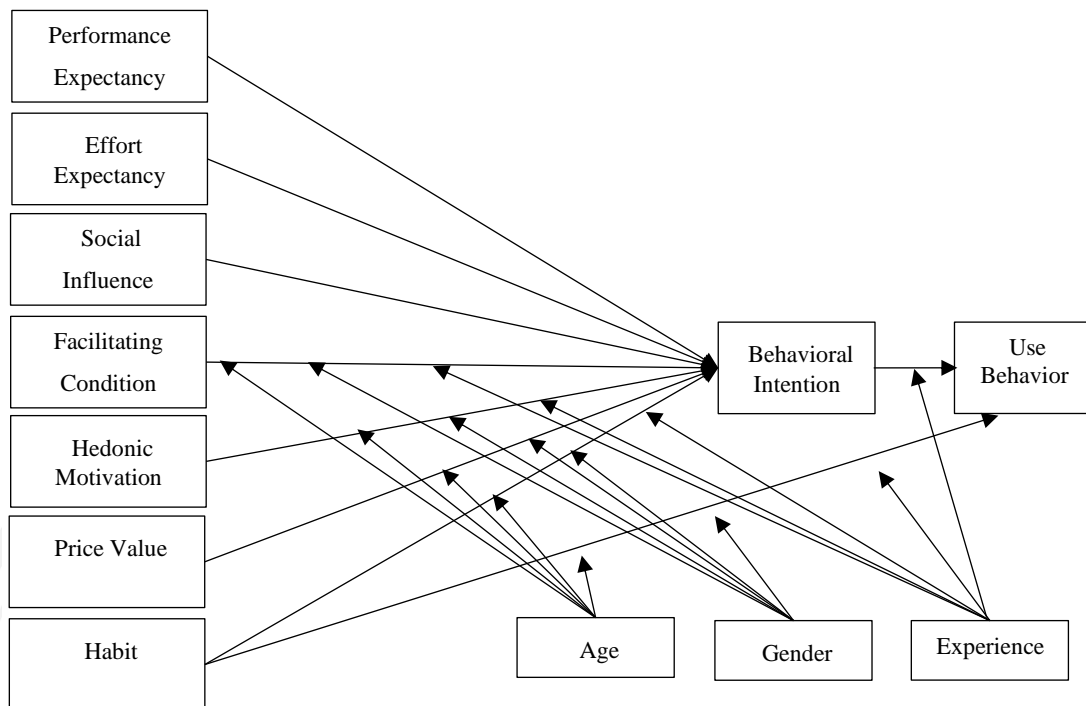 Performance
Expectancy
Effort
Expectancy
Social
Influence
Facilitating
Condition
Hedonic
Motivation
Price Value
Habit
Behavioral
Intention
Use
Behavior
Age
Gender
Experience